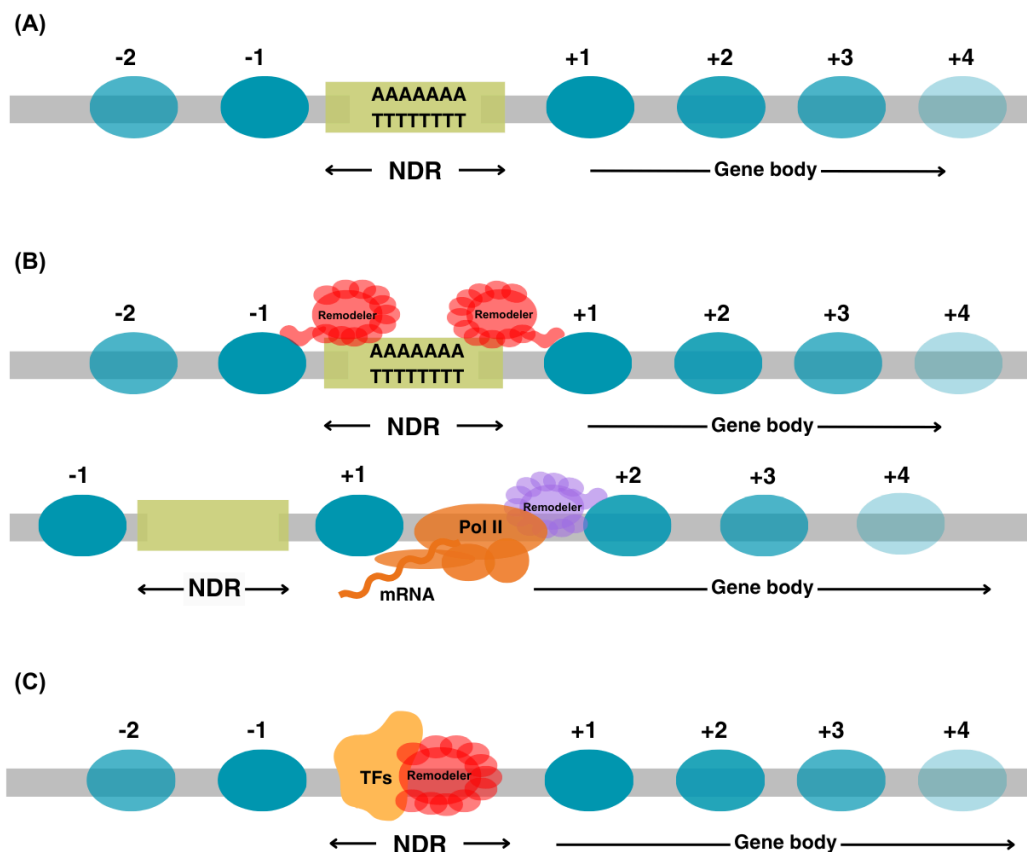 (A)
-2 -1 +1 +2 +3 +4
AAAAAAA
TTTTTTTT
NDR Gene body
(B)
-2 -1 +1 +2 +3 +4
Remodeler Remodeler
AAAAAAA
TTTTTTTT
NDR Gene body
-1 +1 +2 +3 +4
Remodeler
Pol II
NDR mRNA Gene body
(C)
-2 -1 +1 +2 +3 +4
TFs Remodeler
NDR Gene body